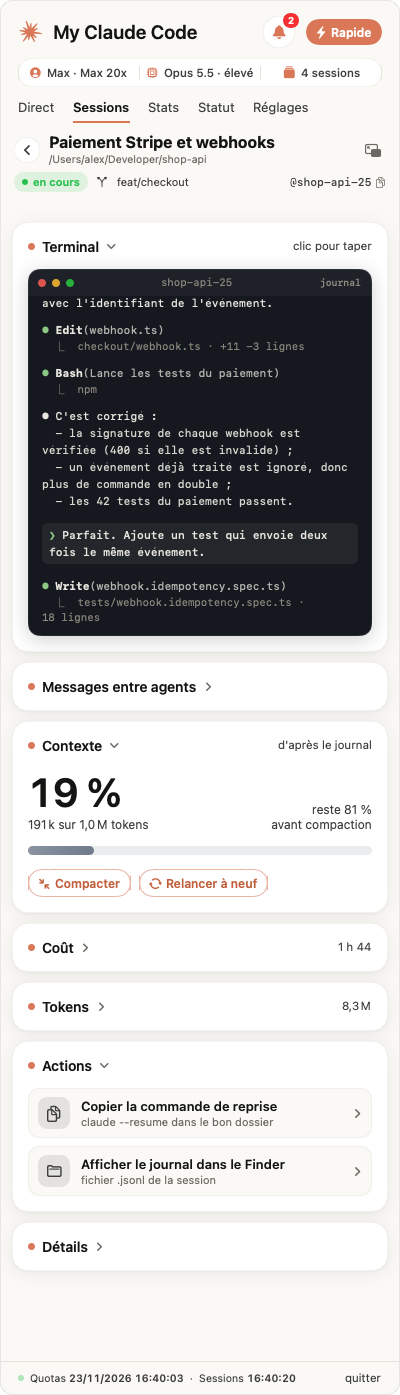 My Claude Code
2
Rapide
Max · Max 20x
Opus 5.5 · élevé
4 sessions
Direct
Sessions
Stats
Statut
Réglages
Paiement Stripe et webhooks
/Users/alex/Developer/shop-api
en cours
feat/checkout
@shop-api-25
Terminal
clic pour taper
shop-api-25
journal
avec l'identifiant de l'événement.
Edit(webhook.ts)
⎿ checkout/webhook.ts · +11 −3 lignes
Bash(Lance les tests du paiement)
⎿ npm
C'est corrigé :
– la signature de chaque webhook est
vérifiée (400 si elle est invalide) ;
– un événement déjà traité est ignoré, donc
plus de commande en double ;
– les 42 tests du paiement passent.
❯ Parfait. Ajoute un test qui envoie deux
fois le même événement.
Write(webhook.idempotency.spec.ts)
⎿ tests/webhook.idempotency.spec.ts ·
18 lignes
Messages entre agents
Contexte
d'après le journal
19 %
191k sur 1,0M tokens
reste 81 %
avant compaction
Compacter
Relancer à neuf
Coût
1 h 44
Tokens
8,3M
Actions
Copier la commande de reprise
claude --resume dans le bon dossier
Afficher le journal dans le Finder
fichier .jsonl de la session
Détails
Quotas 23/11/2026 16:40:03 · Sessions 16:40:20
quitter